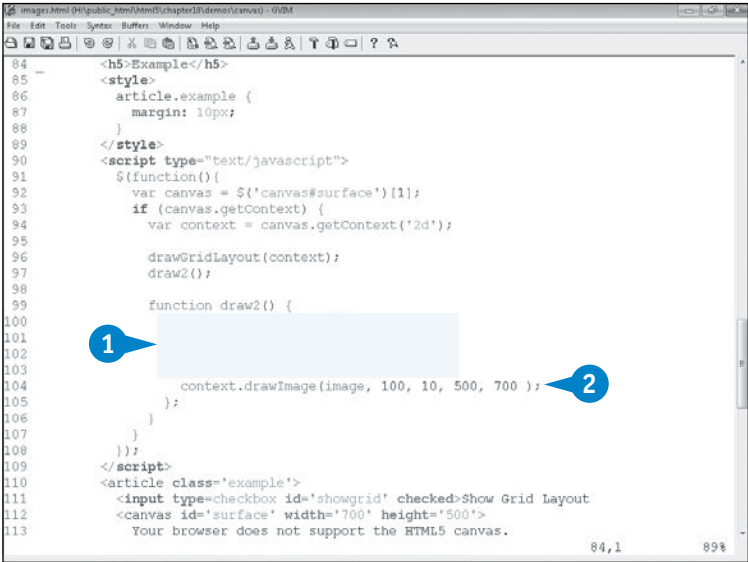 images.html (H:\public_html\html5\chapter10\demos\canvas) - GVIM
File Edit Tools Syntax Buffers Window Help
84 <h5>Example</h5>
85 <style>
86 article.example {
87 margin: 10px;
88 }
89 </style>
90 <script type="text/javascript">
91 $(function(){
92 var canvas = $('canvas#surface')[1];
93 if (canvas.getContext) {
94 var context = canvas.getContext('2d');
95
96 drawGridLayout(context);
97 draw2();
98
99 function draw2() {
100
101
1
102
103
104 context.drawImage(image, 100, 10, 500, 700 );
2
105 };
106 }
107 }
108 });
109 </script>
110 <article class='example'>
111 <input type=checkbox id='showgrid' checked>Show Grid Layout
112 <canvas id='surface' width='700' height='500'>
113 Your browser does not support the HTML5 canvas.
84,1 89%